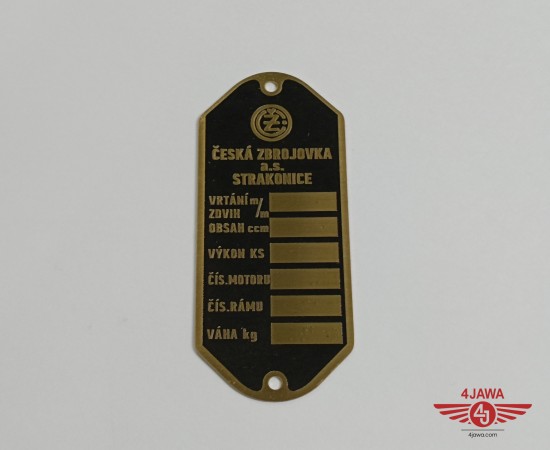 ČZ
ČESKÁ ZBROJOVKA
a.s.
STRAKONICE
VRTÁNÍ m/m
ZDVIH
OBSAH ccm
VÝKON KS
ČÍS.MOTORU
ČÍS.RÁMU
VÁHA kg
4JAWA
4J
4jawa.com